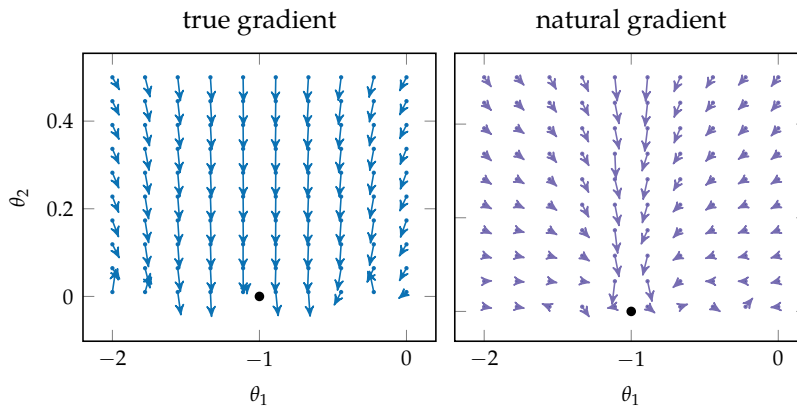 true gradient
natural gradient
0.4
0.2
0
θ2
−2
−1
0
θ1
−2
−1
0
θ1